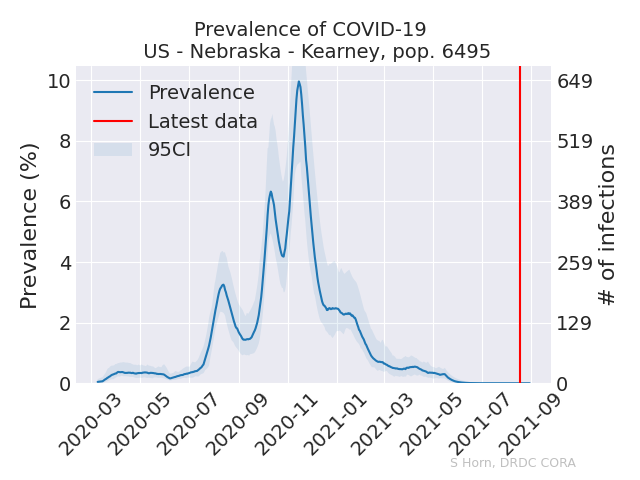 Prevalence of COVID-19
US - Nebraska - Kearney, pop. 6495
Prevalence
Latest data
95CI
Prevalence (%)
10
8
6
4
2
0
649
519
389
259
129
0
# of infections
2020-03
2020-05
2020-07
2020-09
2020-11
2021-01
2021-03
2021-05
2021-07
2021-09
S Horn, DRDC CORA